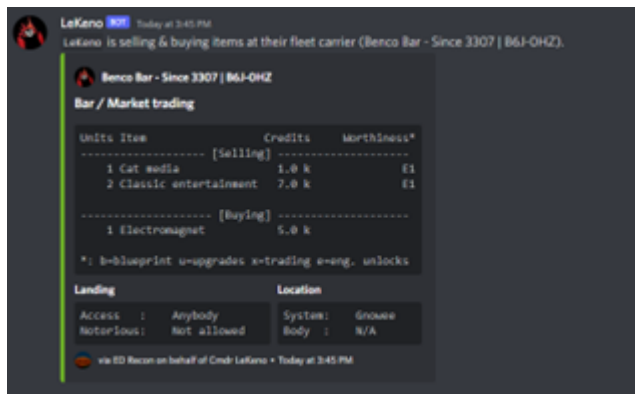 LeKeno BOT Today at 3:45 PM
LeKeno is selling & buying items at their fleet carrier (Benco Bar - Since 3307 | B6J-0HZ).
Benco Bar - Since 3307 | B6J-0HZ
Bar / Market trading
Units Item Credits Worthiness*
-------------------- [Selling] ---------------------
1 Cat media 1.0 k E1
2 Classic entertainment 7.0 k E1
--------------------- [Buying] ---------------------
1 Electromagnet 5.0 k
*: b=blueprint u=upgrades x=trading e=eng. unlocks
Landing Location
Access : Anybody System: Gnowee
Notorious: Not allowed Body : N/A
via ED Recon on behalf of Cmdr LeKeno • Today at 3:45 PM